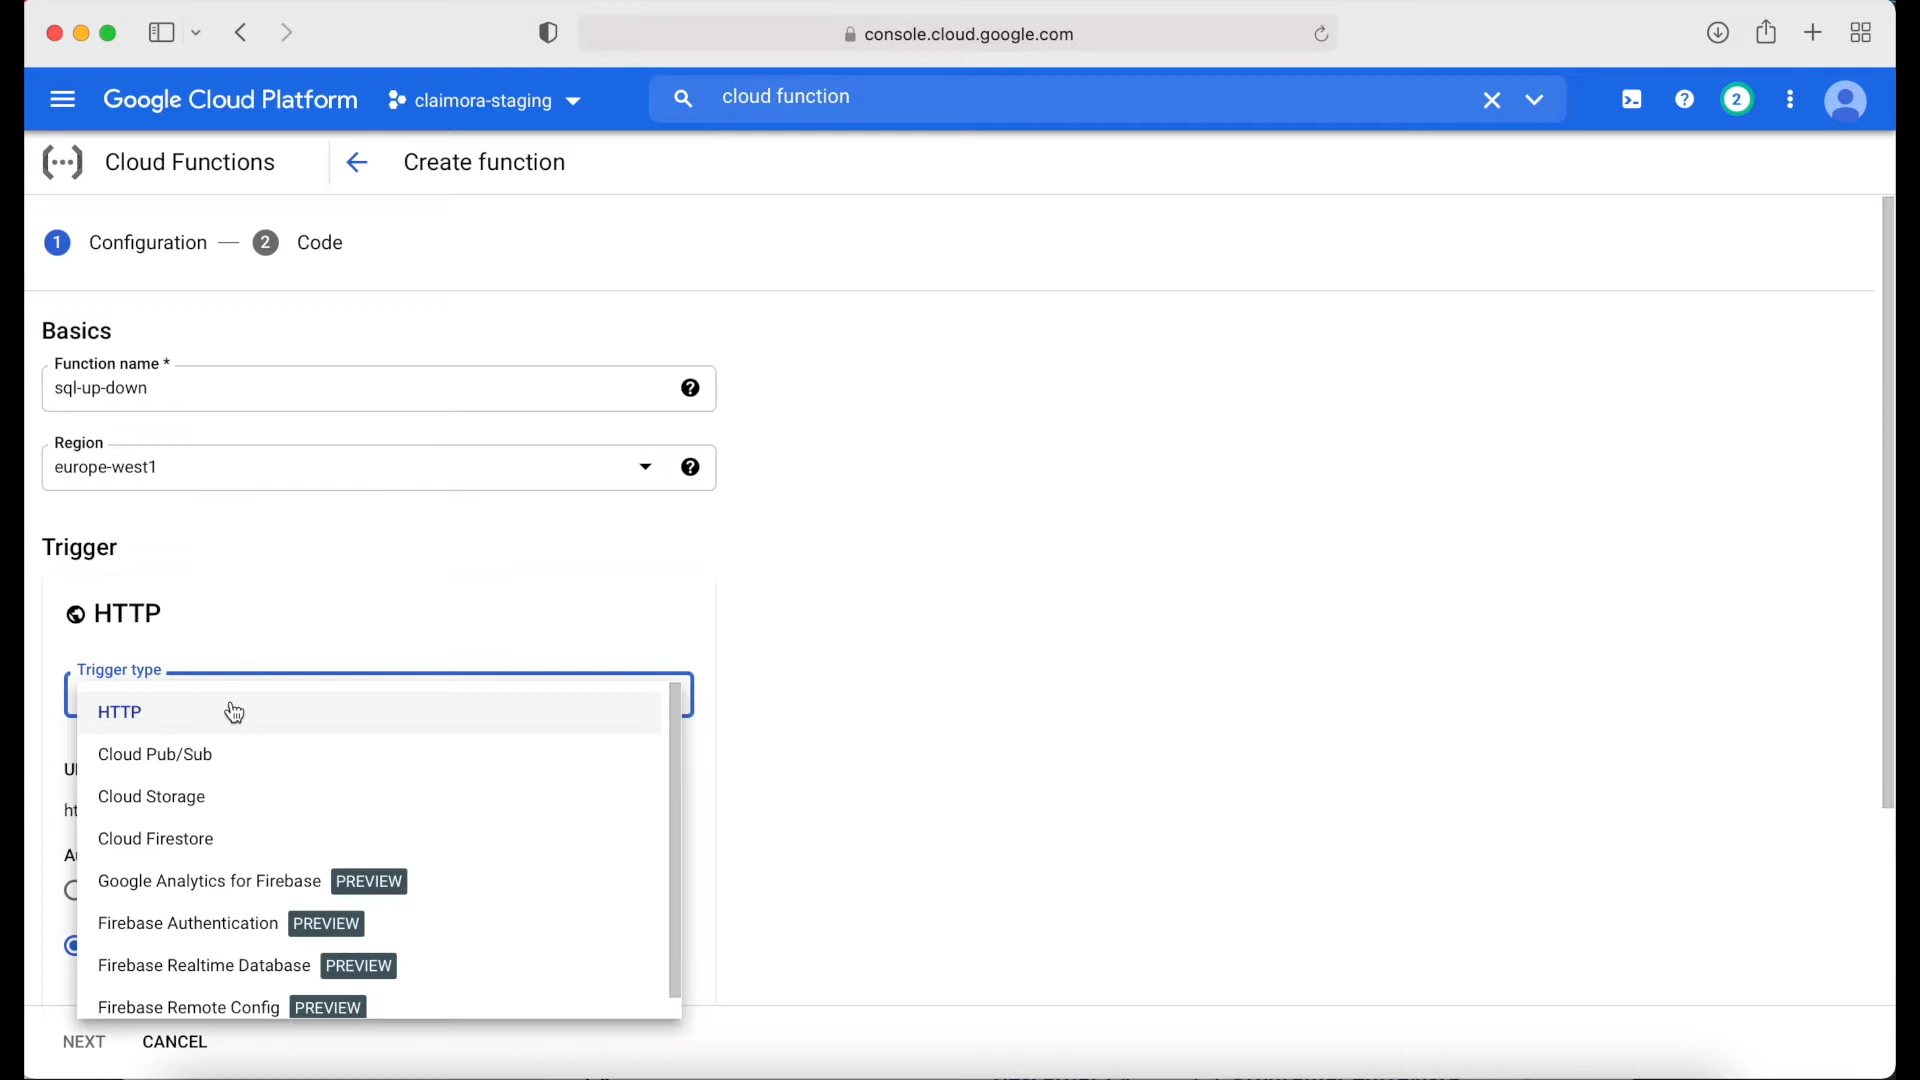 console.cloud.google.com
Google Cloud Platform
claimora-staging
cloud function
2
Cloud Functions
Create function
1 Configuration — 2 Code
Basics
Function name *
sql-up-down
Region
europe-west1
Trigger
HTTP
Trigger type
HTTP
Cloud Pub/Sub
Cloud Storage
Cloud Firestore
Google Analytics for Firebase PREVIEW
Firebase Authentication PREVIEW
Firebase Realtime Database PREVIEW
Firebase Remote Config PREVIEW
NEXT
CANCEL